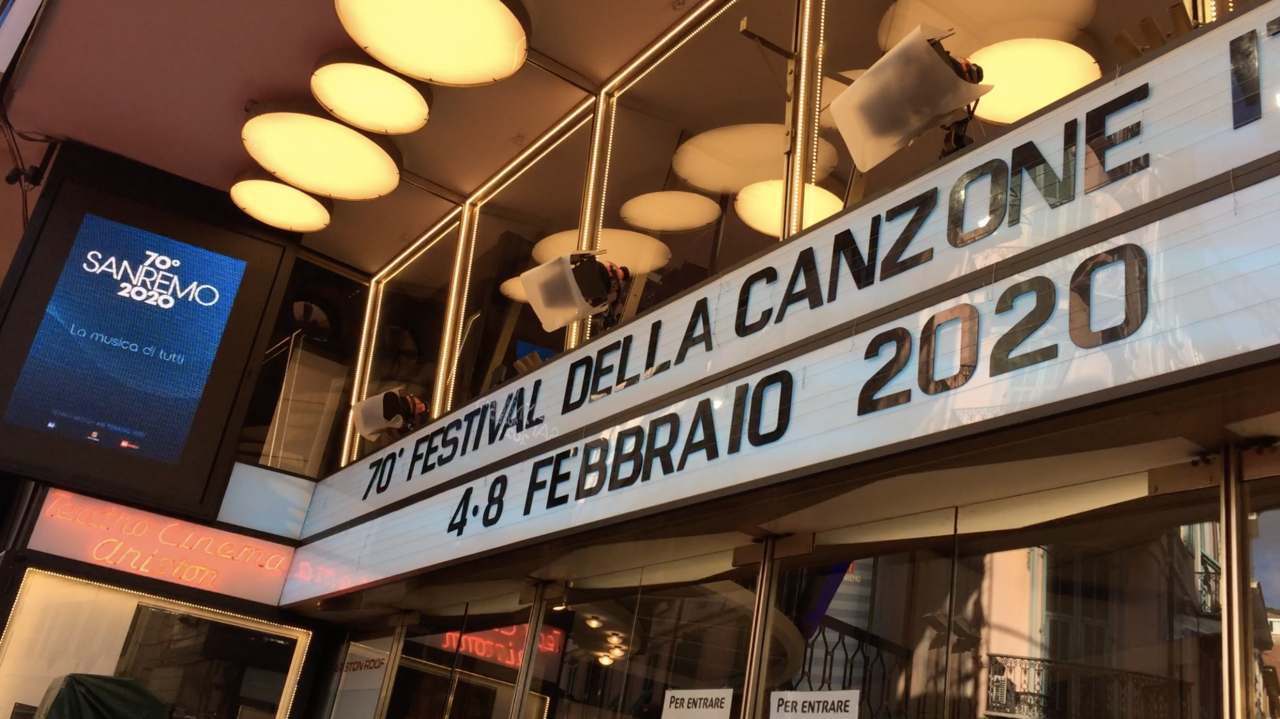 70°
SANREMO
2020
La musica di tutti
70° FESTIVAL DELLA CANZONE
4·8 FEBBRAIO 2020
Teatro Cinema
Ariston
PER ENTRARE
PER ENTRARE